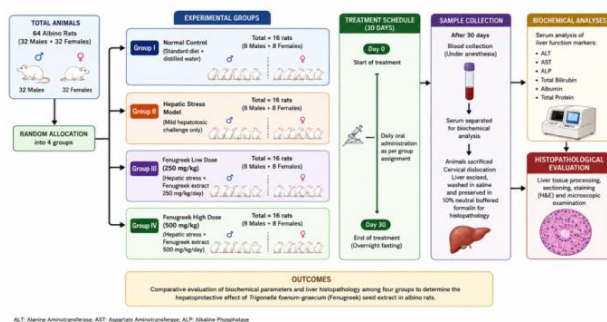 TOTAL ANIMALS
64 Albino Rats
(32 Males + 32 Females)
♂
♀
32 Males
32 Females
RANDOM ALLOCATION
into 4 groups
EXPERIMENTAL GROUPS
Group I
Normal Control
(Standard diet +
distilled water)
Total = 16 rats
(8 Males + 8 Females)
♂
♀
Group II
Hepatic Stress
Model
(Mild hepatotoxic
challenge only)
Total = 16 rats
(8 Males + 8 Females)
♂
♀
Group III
Fenugreek Low Dose
(250 mg/kg)
(Hepatic stress +
Fenugreek extract
250 mg/kg/day)
Total = 16 rats
(8 Males + 8 Females)
♂
♀
Group IV
Fenugreek High Dose
(500 mg/kg)
(Hepatic stress +
Fenugreek extract
500 mg/kg/day)
Total = 16 rats
(8 Males + 8 Females)
♂
♀
TREATMENT SCHEDULE
(30 DAYS)
Day 0
Start of treatment
Daily oral
administration
as per group
assignment
Day 30
End of treatment
(Overnight fasting)
SAMPLE COLLECTION
After 30 days
Blood collection
(Under anesthesia)
Serum separated
for biochemical
analysis
Animals sacrificed
Cervical dislocation
Liver excised,
washed in saline
and preserved in
10% neutral buffered
formalin for
histopathology
BIOCHEMICAL ANALYSES
Serum analysis of
liver function markers:
• ALT
• AST
• ALP
• Total Bilirubin
• Albumin
• Total Protein
HISTOPATHOLOGICAL
EVALUATION
Liver tissue processing,
sectioning, staining
(H&E) and microscopic
examination
OUTCOMES
Comparative evaluation of biochemical parameters and liver histopathology among four groups to determine the
hepatoprotective effect of Trigonella foenum-graecum (Fenugreek) seed extract in albino rats.
ALT: Alanine Aminotransferase; AST: Aspartate Aminotransferase; ALP: Alkaline Phosphatase